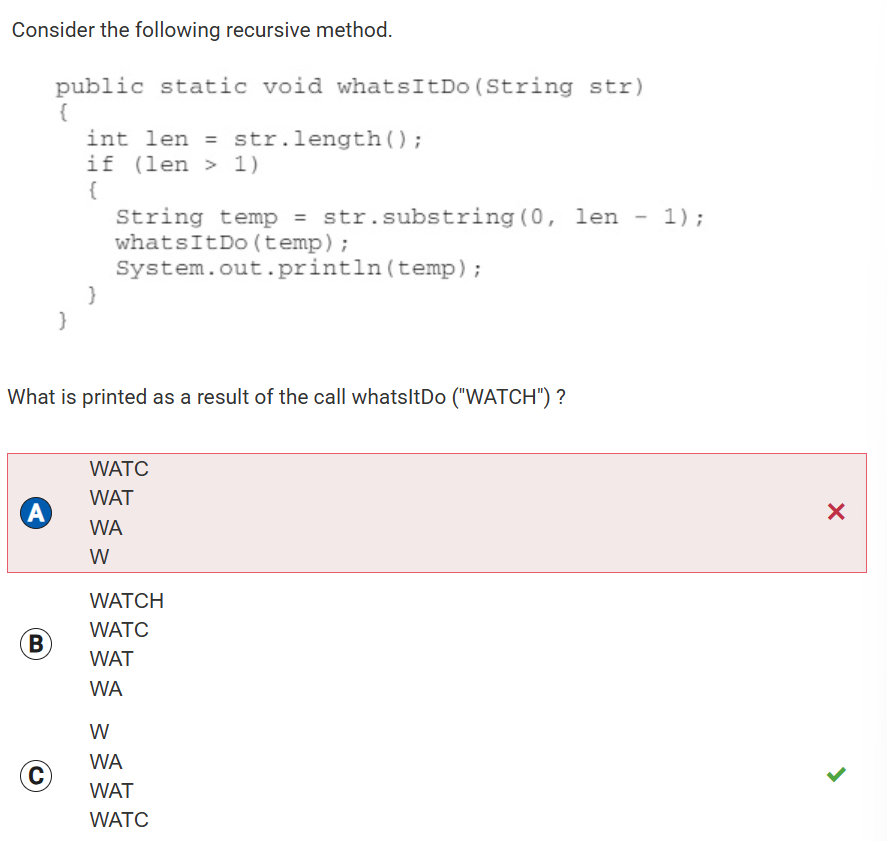 Consider the following recursive method.
public static void whatsItDo(String str)
{
int len = str.length();
if (len > 1)
{
String temp = str.substring(0, len - 1);
whatsItDo(temp);
System.out.println(temp);
}
}
What is printed as a result of the call whatsItDo ("WATCH") ?
A
WATC
WAT
WA
W
B
WATCH
WATC
WAT
WA
C
W
WA
WAT
WATC